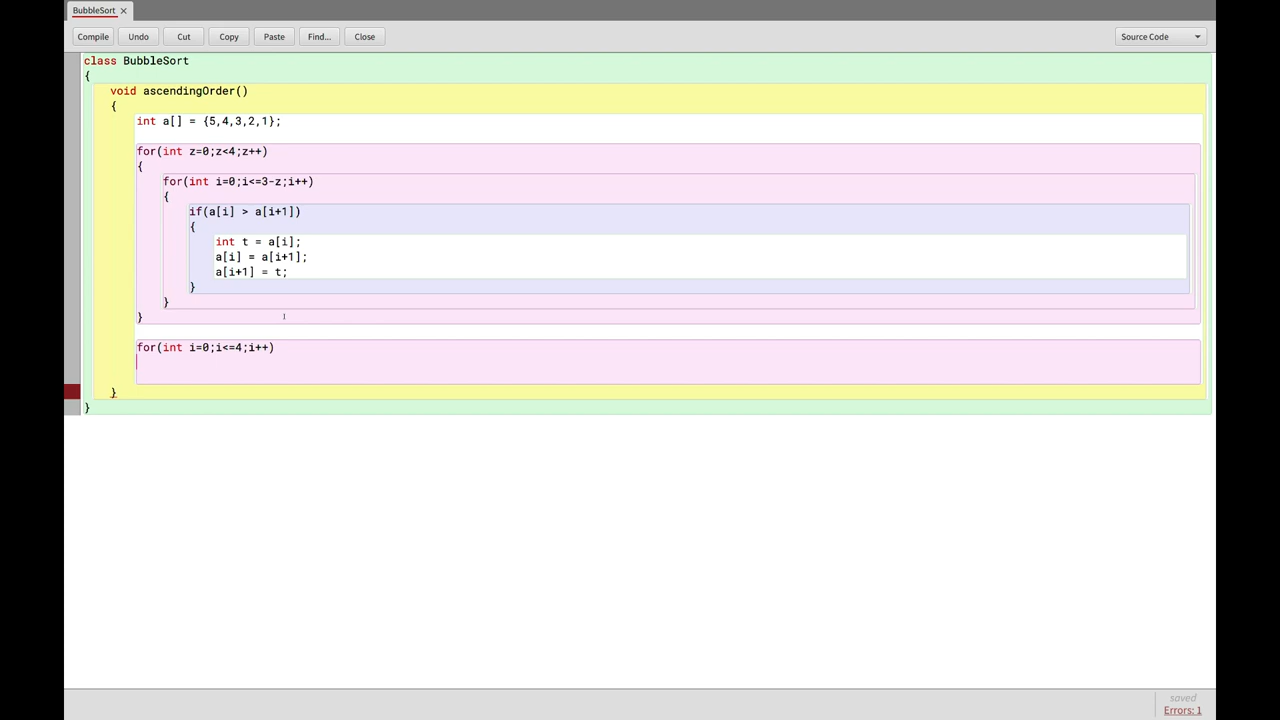 BubbleSort ×
Compile Undo Cut Copy Paste Find... Close Source Code
class BubbleSort
{
void ascendingOrder()
{
int a[] = {5,4,3,2,1};
for(int z=0;z<4;z++)
{
for(int i=0;i<=3-z;i++)
{
if(a[i] > a[i+1])
{
int t = a[i];
a[i] = a[i+1];
a[i+1] = t;
}
}
}
for(int i=0;i<=4;i++)
}
}
saved
Errors: 1